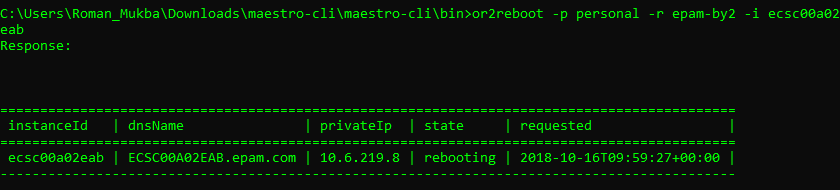 C:\Users\Roman_Mukba\Downloads\maestro-cli\maestro-cli\bin>or2reboot -p personal -r epam-by2 -i ecsc00a02
eab
Response:
===========================================================================================
instanceId | dnsName | privateIp | state | requested |
===========================================================================================
ecsc00a02eab | ECSC00A02EAB.epam.com | 10.6.219.8 | rebooting | 2018-10-16T09:59:27+00:00 |
-------------------------------------------------------------------------------------------